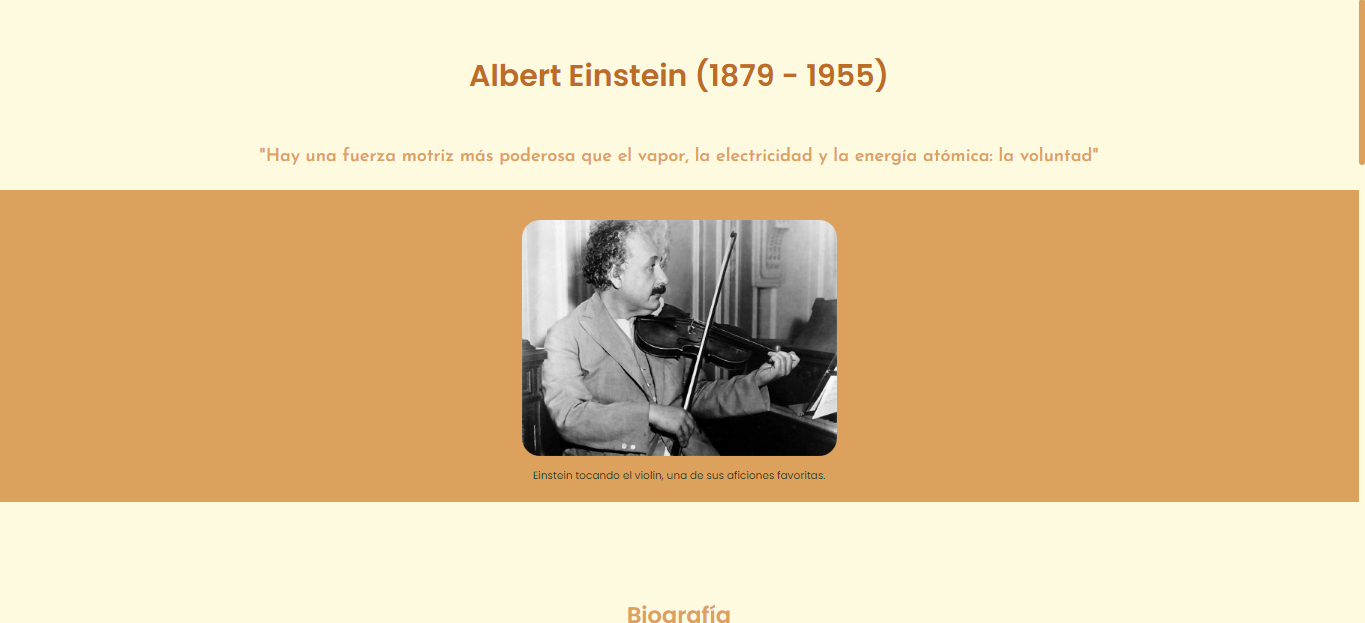 Albert Einstein (1879 - 1955)
"Hay una fuerza motriz más poderosa que el vapor, la electricidad y la energía atómica: la voluntad"
Einstein tocando el violín, una de sus aficiones favoritas.
Biografía